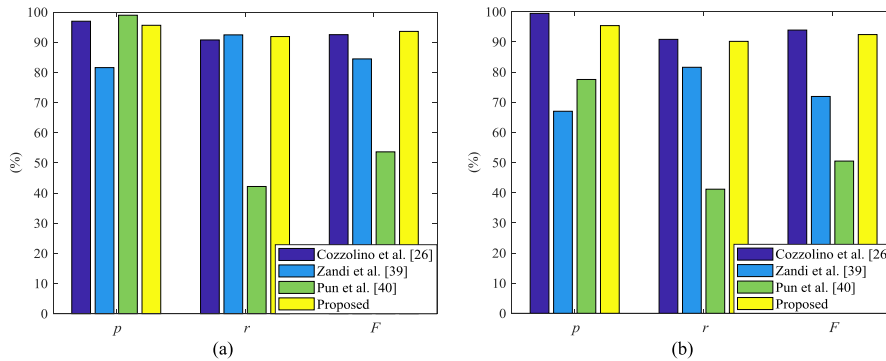 100
90
80
70
60
50
40
30
20
10
0
(%)
p
r
F
Cozzolino et al. [26]
Zandi et al. [39]
Pun et al. [40]
Proposed
(a)
100
90
80
70
60
50
40
30
20
10
0
(%)
p
r
F
Cozzolino et al. [26
Zandi et al. [39]
Pun et al. [40]
Proposed
(b)